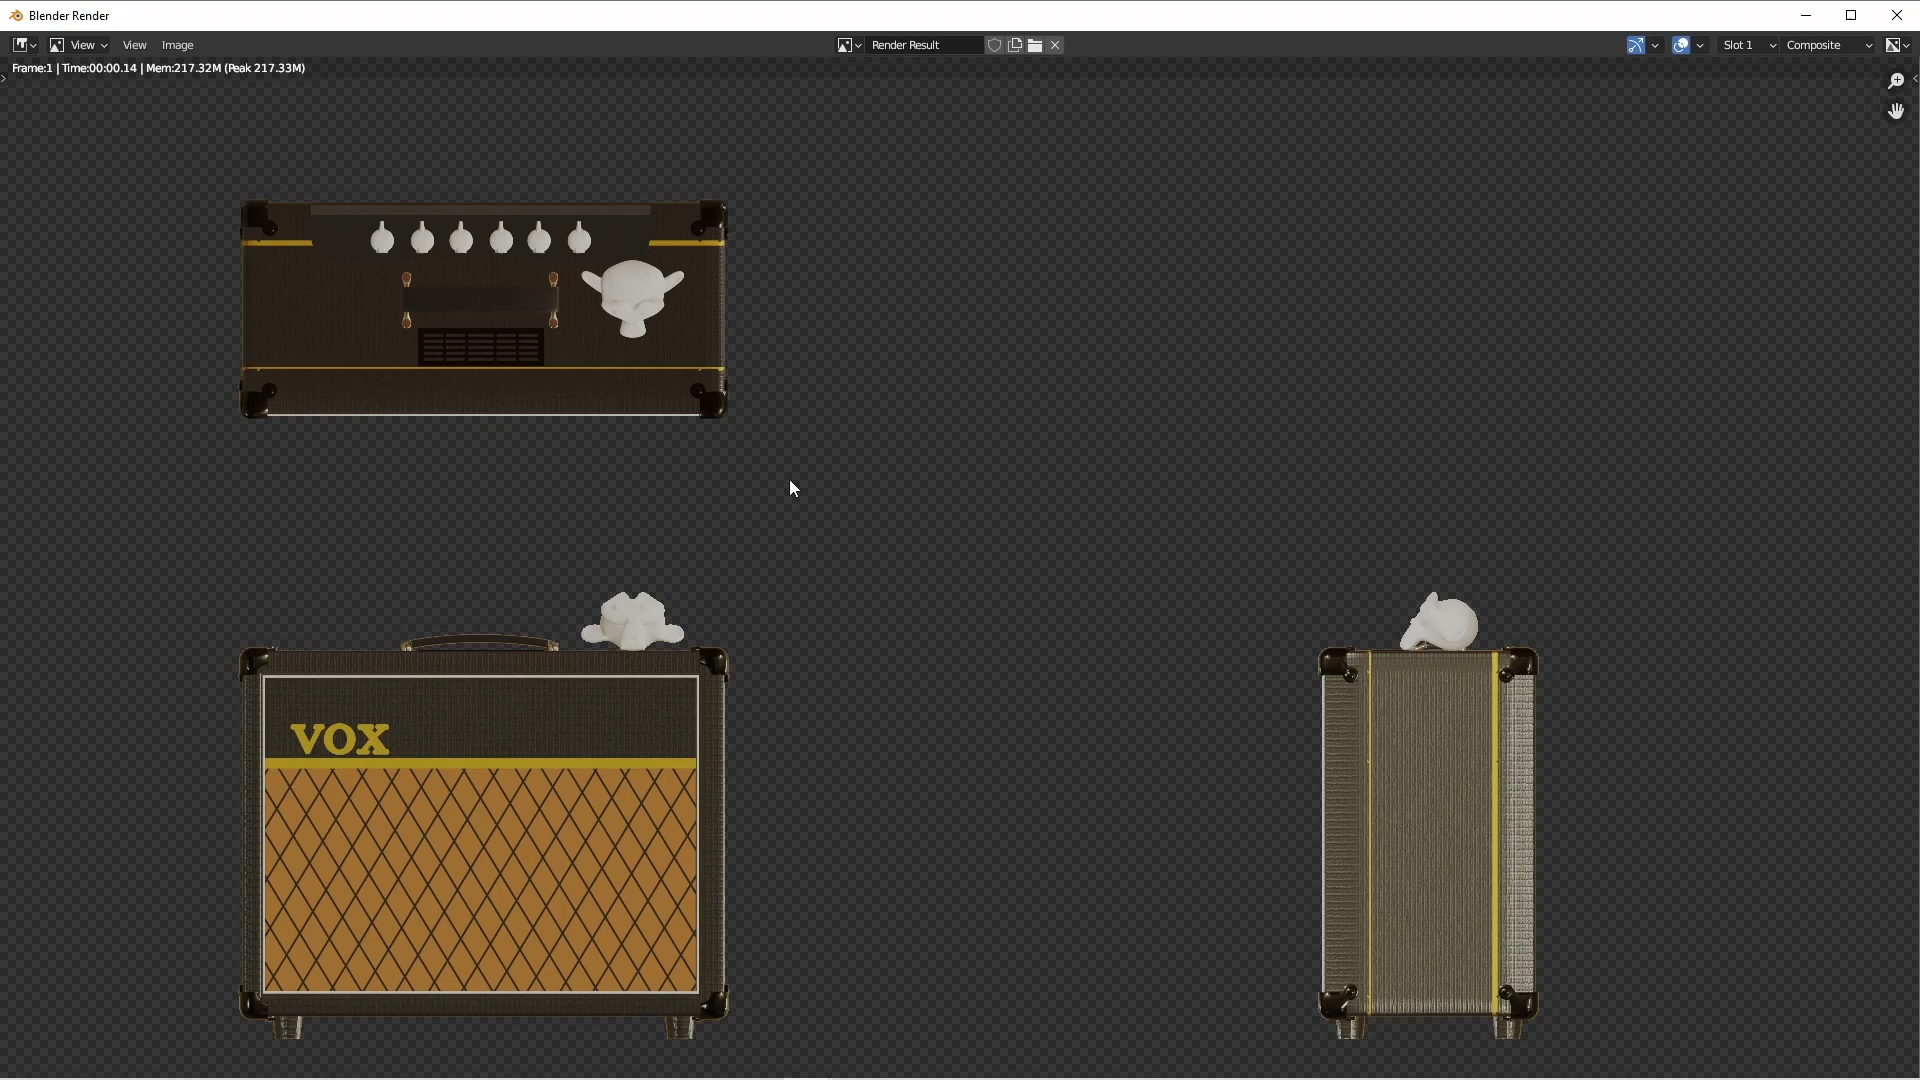 Blender Render
View View Image Render Result Slot 1 Composite
Frame:1 | Time:00:00.14 | Mem:217.32M (Peak 217.33M)
VOX